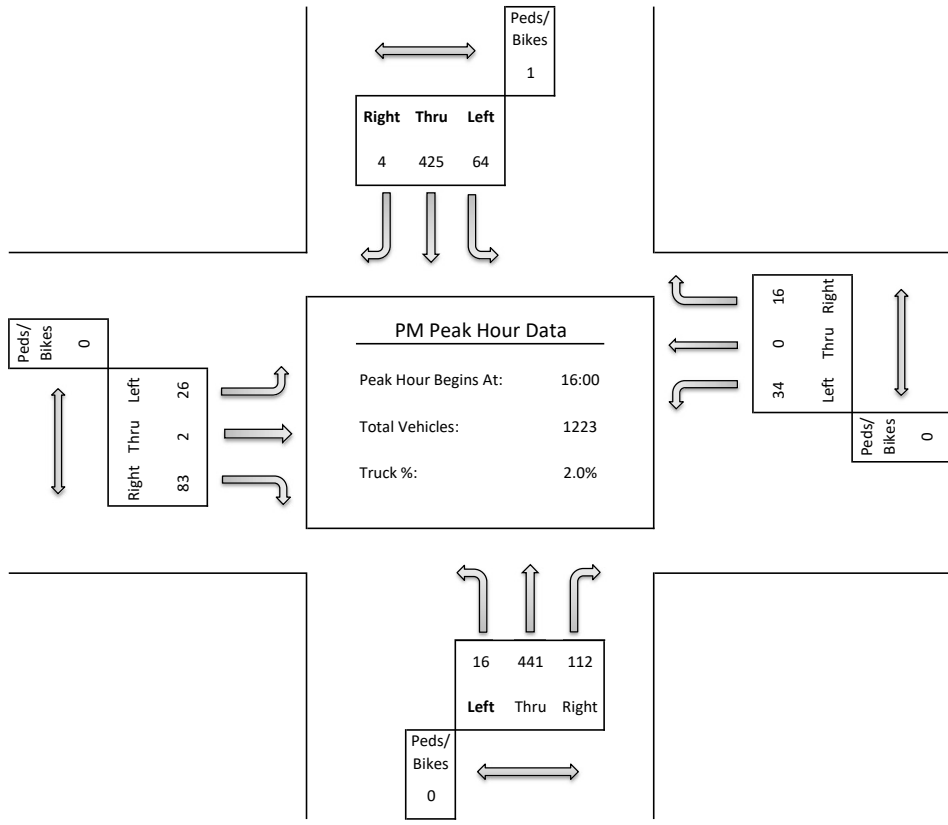 Peds/
Bikes
1
Right Thru Left
4 425 64
16 Right
0 Thru
34 Left
Peds/
Bikes
0
Peds/
Bikes
0
Left 26
Thru 2
Right 83
PM Peak Hour Data
Peak Hour Begins At: 16:00
Total Vehicles: 1223
Truck %: 2.0%
16 441 112
Left Thru Right
Peds/
Bikes
0